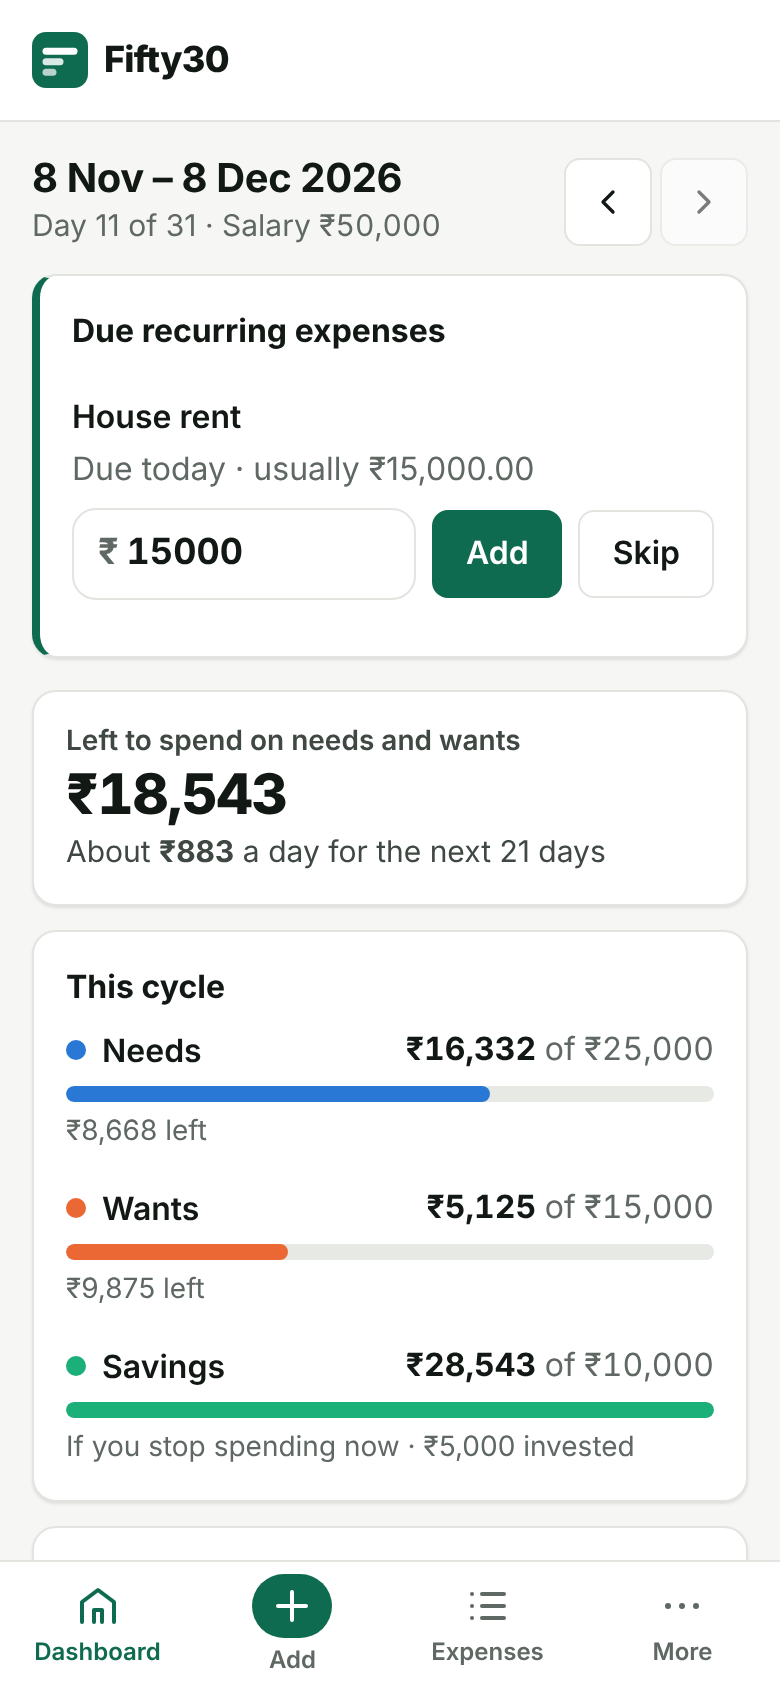 Fifty30
8 Nov – 8 Dec 2026
Day 11 of 31 · Salary ₹50,000
Due recurring expenses
House rent
Due today · usually ₹15,000.00
₹ 15000
Add
Skip
Left to spend on needs and wants
₹18,543
About ₹883 a day for the next 21 days
This cycle
Needs ₹16,332 of ₹25,000
₹8,668 left
Wants ₹5,125 of ₹15,000
₹9,875 left
Savings ₹28,543 of ₹10,000
If you stop spending now · ₹5,000 invested
Dashboard
Add
Expenses
More